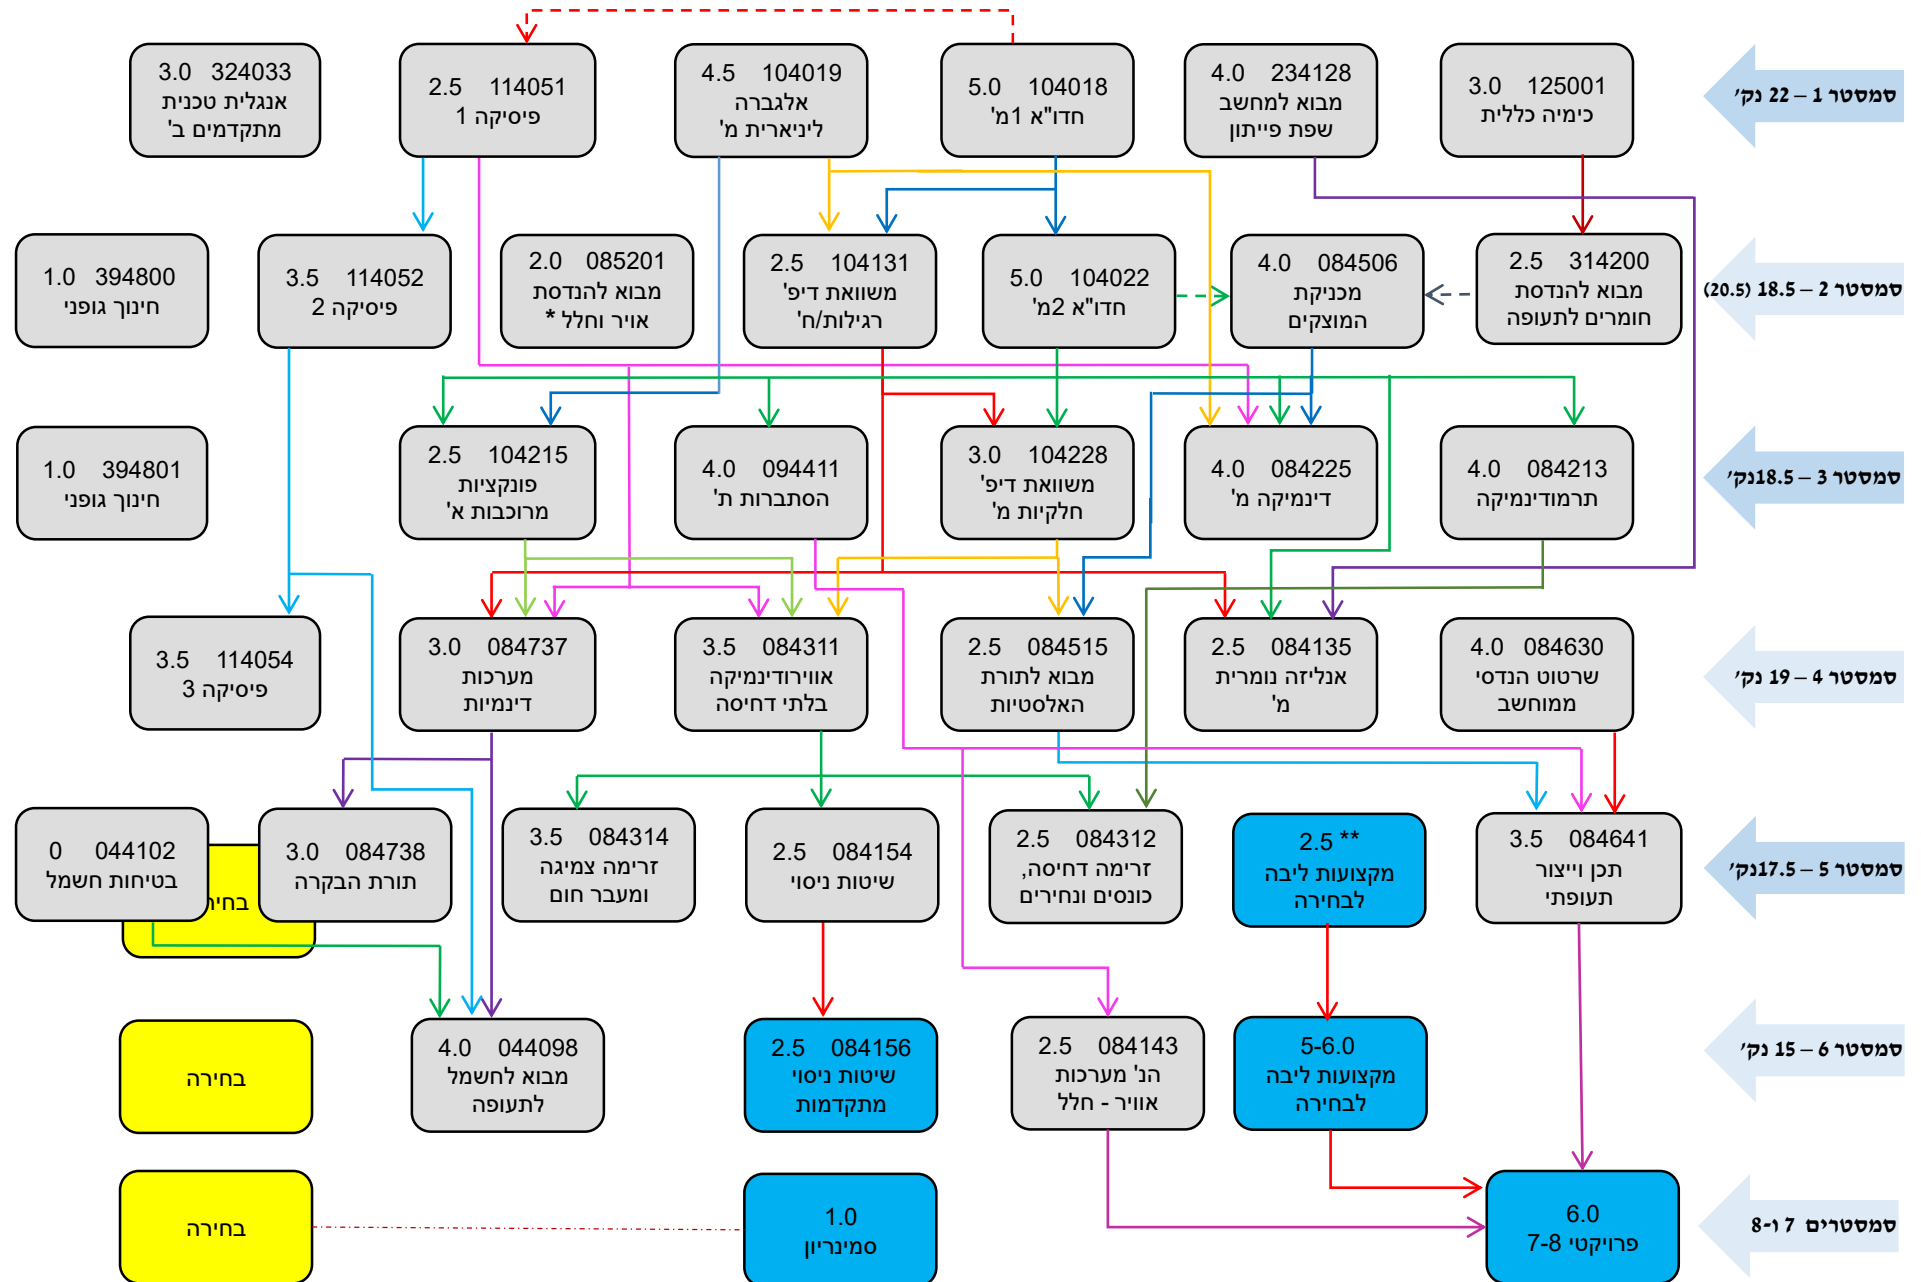 סמסטר 1 – 22 נק'
3.0 125001
כימיה כללית
4.0 234128
מבוא למחשב
שפת פייתון
5.0 104018
חדו"א 1מ'
4.5 104019
אלגברה
ליניארית מ'
2.5 114051
פיסיקה 1
3.0 324033
אנגלית טכנית
מתקדמים ב'
סמסטר 2 – 18.5 (20.5)
2.5 314200
מבוא להנדסת
חומרים לתעופה
4.0 084506
מכניקת
המוצקים
5.0 104022
חדו"א 2מ'
2.5 104131
משוואת דיפ'
רגילות/ח'
2.0 085201
מבוא להנדסת
אויר וחלל *
3.5 114052
פיסיקה 2
1.0 394800
חינוך גופני
סמסטר 3 – 18.5נק'
4.0 084213
תרמודינמיקה
4.0 084225
דינמיקה מ'
3.0 104228
משוואת דיפ'
חלקיות מ'
4.0 094411
הסתברות ת'
2.5 104215
פונקציות
מרוכבות א'
1.0 394801
חינוך גופני
סמסטר 4 – 19 נק'
4.0 084630
שרטוט הנדסי
ממוחשב
2.5 084135
אנליזה נומרית
מ'
2.5 084515
מבוא לתורת
האלסטיות
3.5 084311
אווירודינמיקה
בלתי דחיסה
3.0 084737
מערכות
דינמיות
3.5 114054
פיסיקה 3
סמסטר 5 – 17.5נק'
3.5 084641
תכן וייצור
תעופתי
2.5 **
מקצועות ליבה
לבחירה
2.5 084312
זרימה דחיסה,
כונסים ונחירים
2.5 084154
שיטות ניסוי
3.5 084314
זרימה צמיגה
ומעבר חום
3.0 084738
תורת הבקרה
0 044102
בטיחות חשמל
בחיר
סמסטר 6 – 15 נק'
5-6.0
מקצועות ליבה
לבחירה
2.5 084143
הנ' מערכות
אוויר - חלל
2.5 084156
שיטות ניסוי
מתקדמות
4.0 044098
מבוא לחשמל
לתעופה
בחירה
סמסטרים 7 ו-8
6.0
פרויקטי 7-8
1.0
סמינריון
בחירה